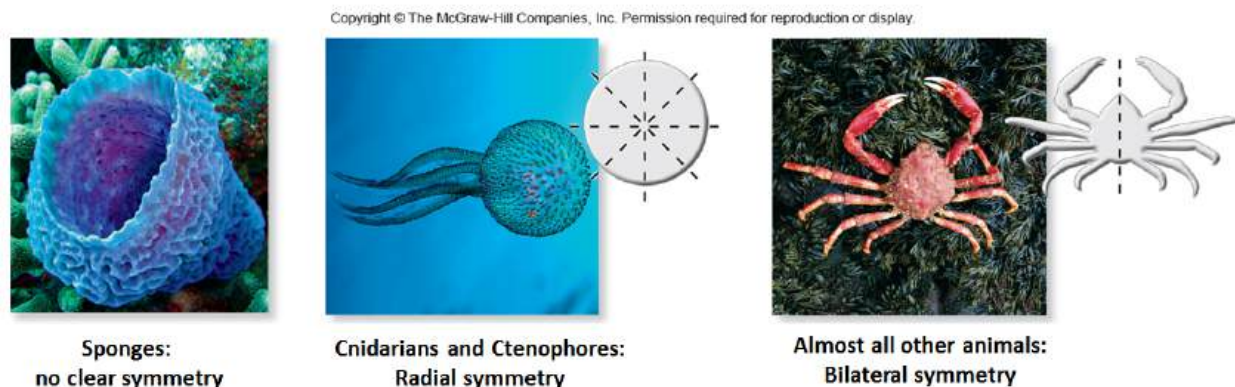 Copyright © The McGraw-Hill Companies, Inc. Permission required for reproduction or display.
Sponges:
no clear symmetry
Cnidarians and Ctenophores:
Radial symmetry
Almost all other animals:
Bilateral symmetry